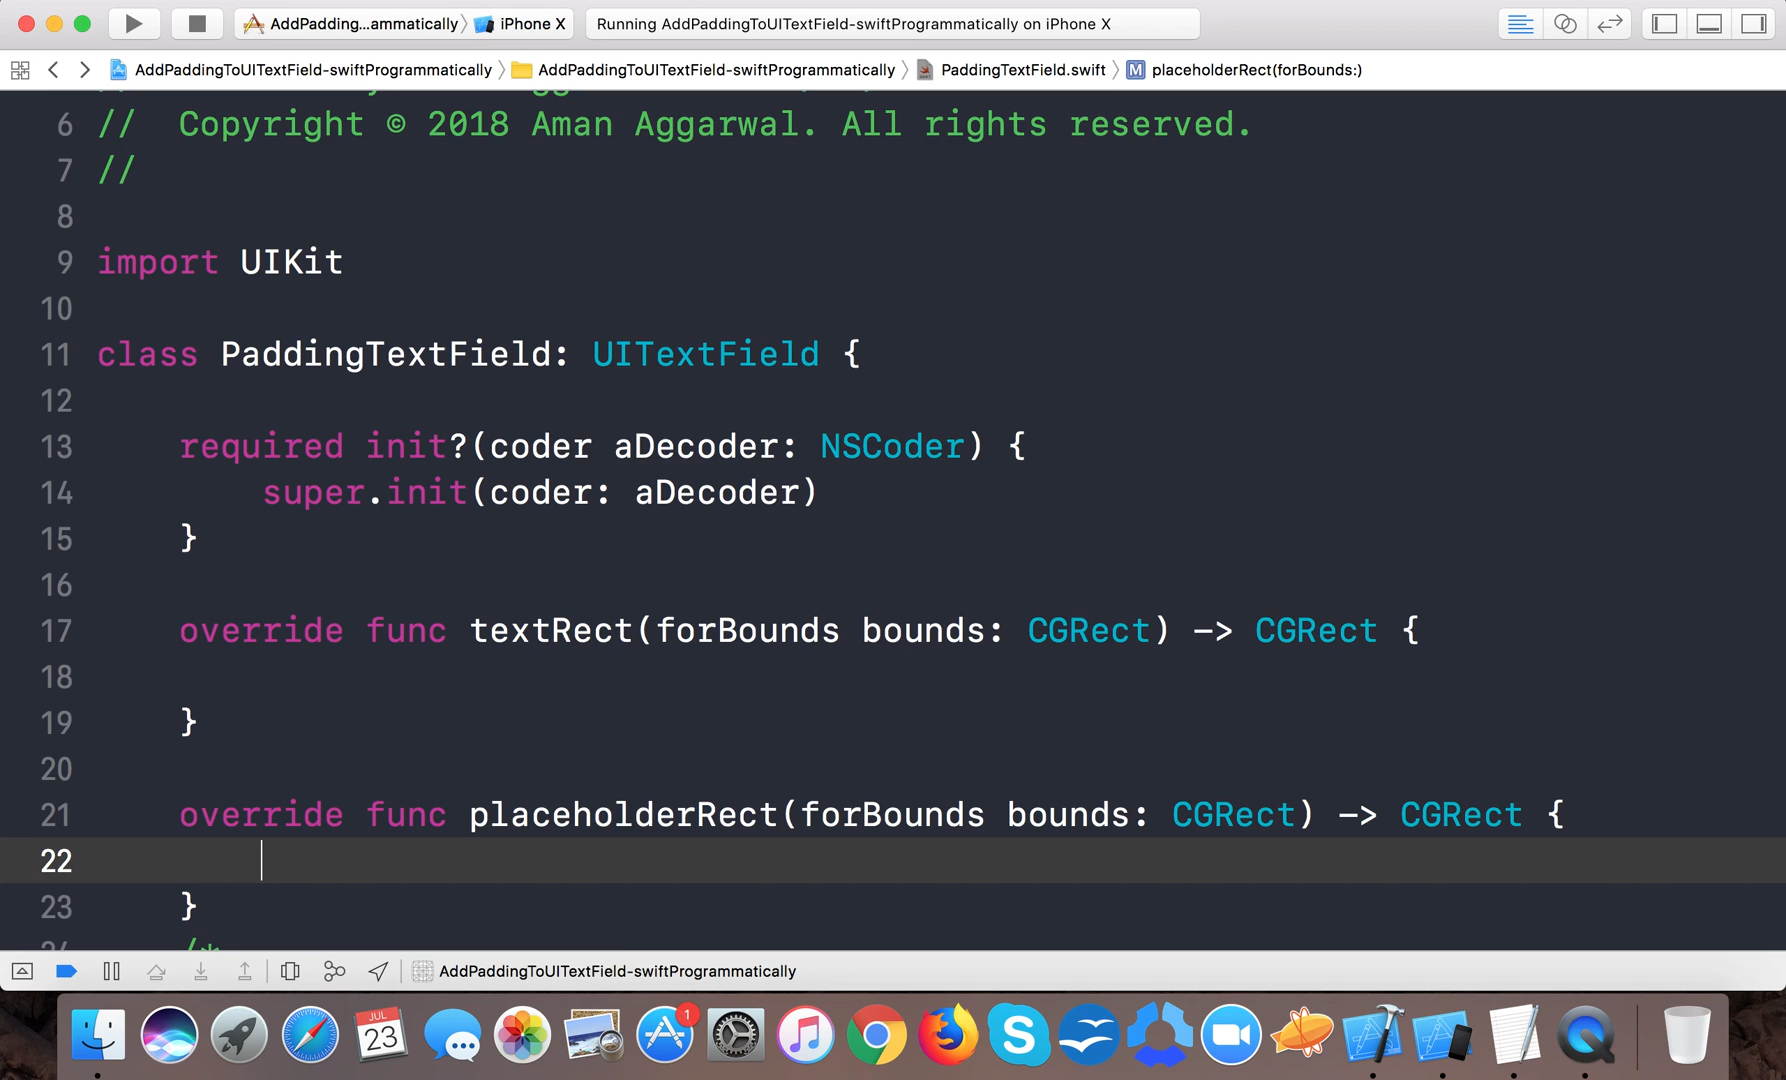 AddPadding...ammatically iPhone X Running AddPaddingToUITextField-swiftProgrammatically on iPhone X
AddPaddingToUITextField-swiftProgrammatically AddPaddingToUITextField-swiftProgrammatically PaddingTextField.swift M placeholderRect(forBounds:)
6 // Copyright © 2018 Aman Aggarwal. All rights reserved.
7 //
8
9 import UIKit
10
11 class PaddingTextField: UITextField {
12
13 required init?(coder aDecoder: NSCoder) {
14 super.init(coder: aDecoder)
15 }
16
17 override func textRect(forBounds bounds: CGRect) -> CGRect {
18
19 }
20
21 override func placeholderRect(forBounds bounds: CGRect) -> CGRect {
22
23 }
24 /*
AddPaddingToUITextField-swiftProgrammatically
JUL
23
1
S